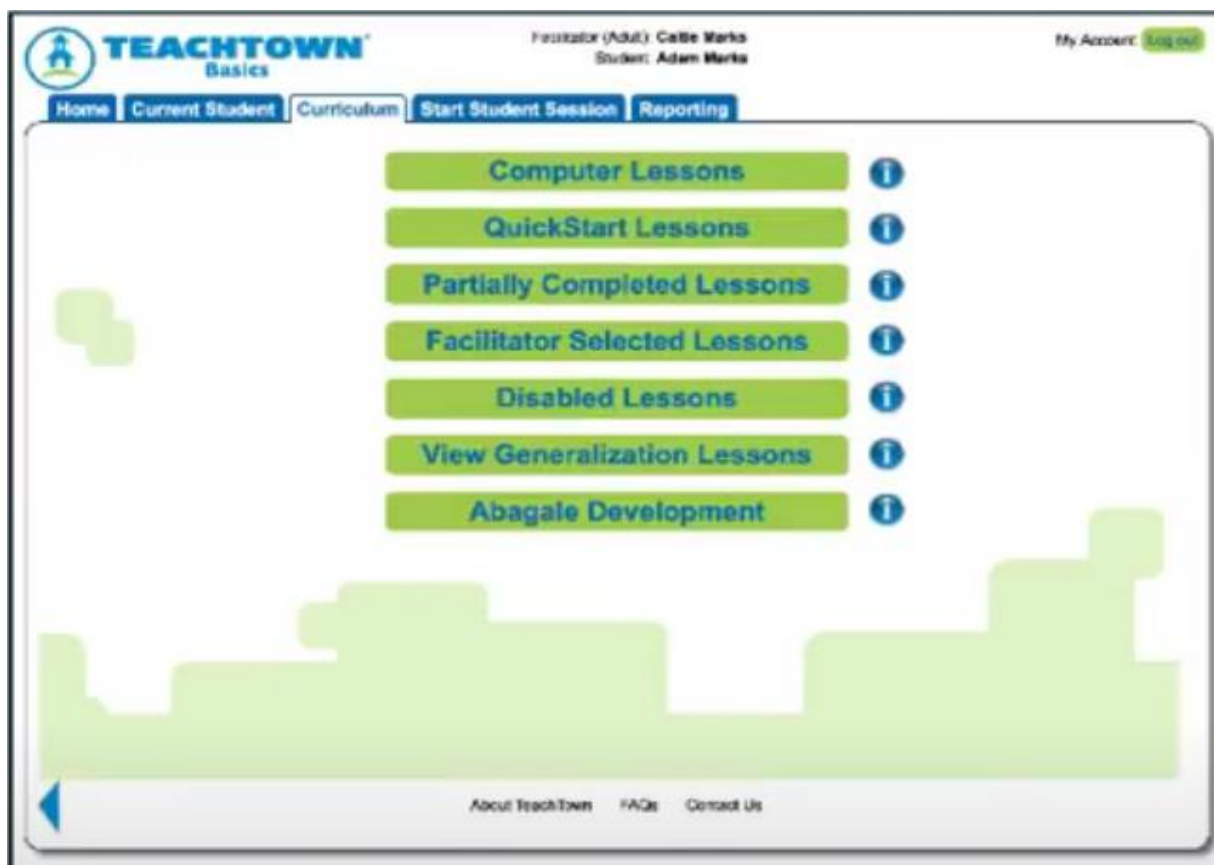 TEACHTOWN
Basics
Facilitator (Adult): Marks
Student: Adam Marks
My Account Log out
Home Current Student Curriculum Start Student Session Reporting
Computer Lessons
QuickStart Lessons
Partially Completed Lessons
Facilitator Selected Lessons
Disabled Lessons
View Generalization Lessons
Abagale Development
About TeachTown FAQs Contact Us